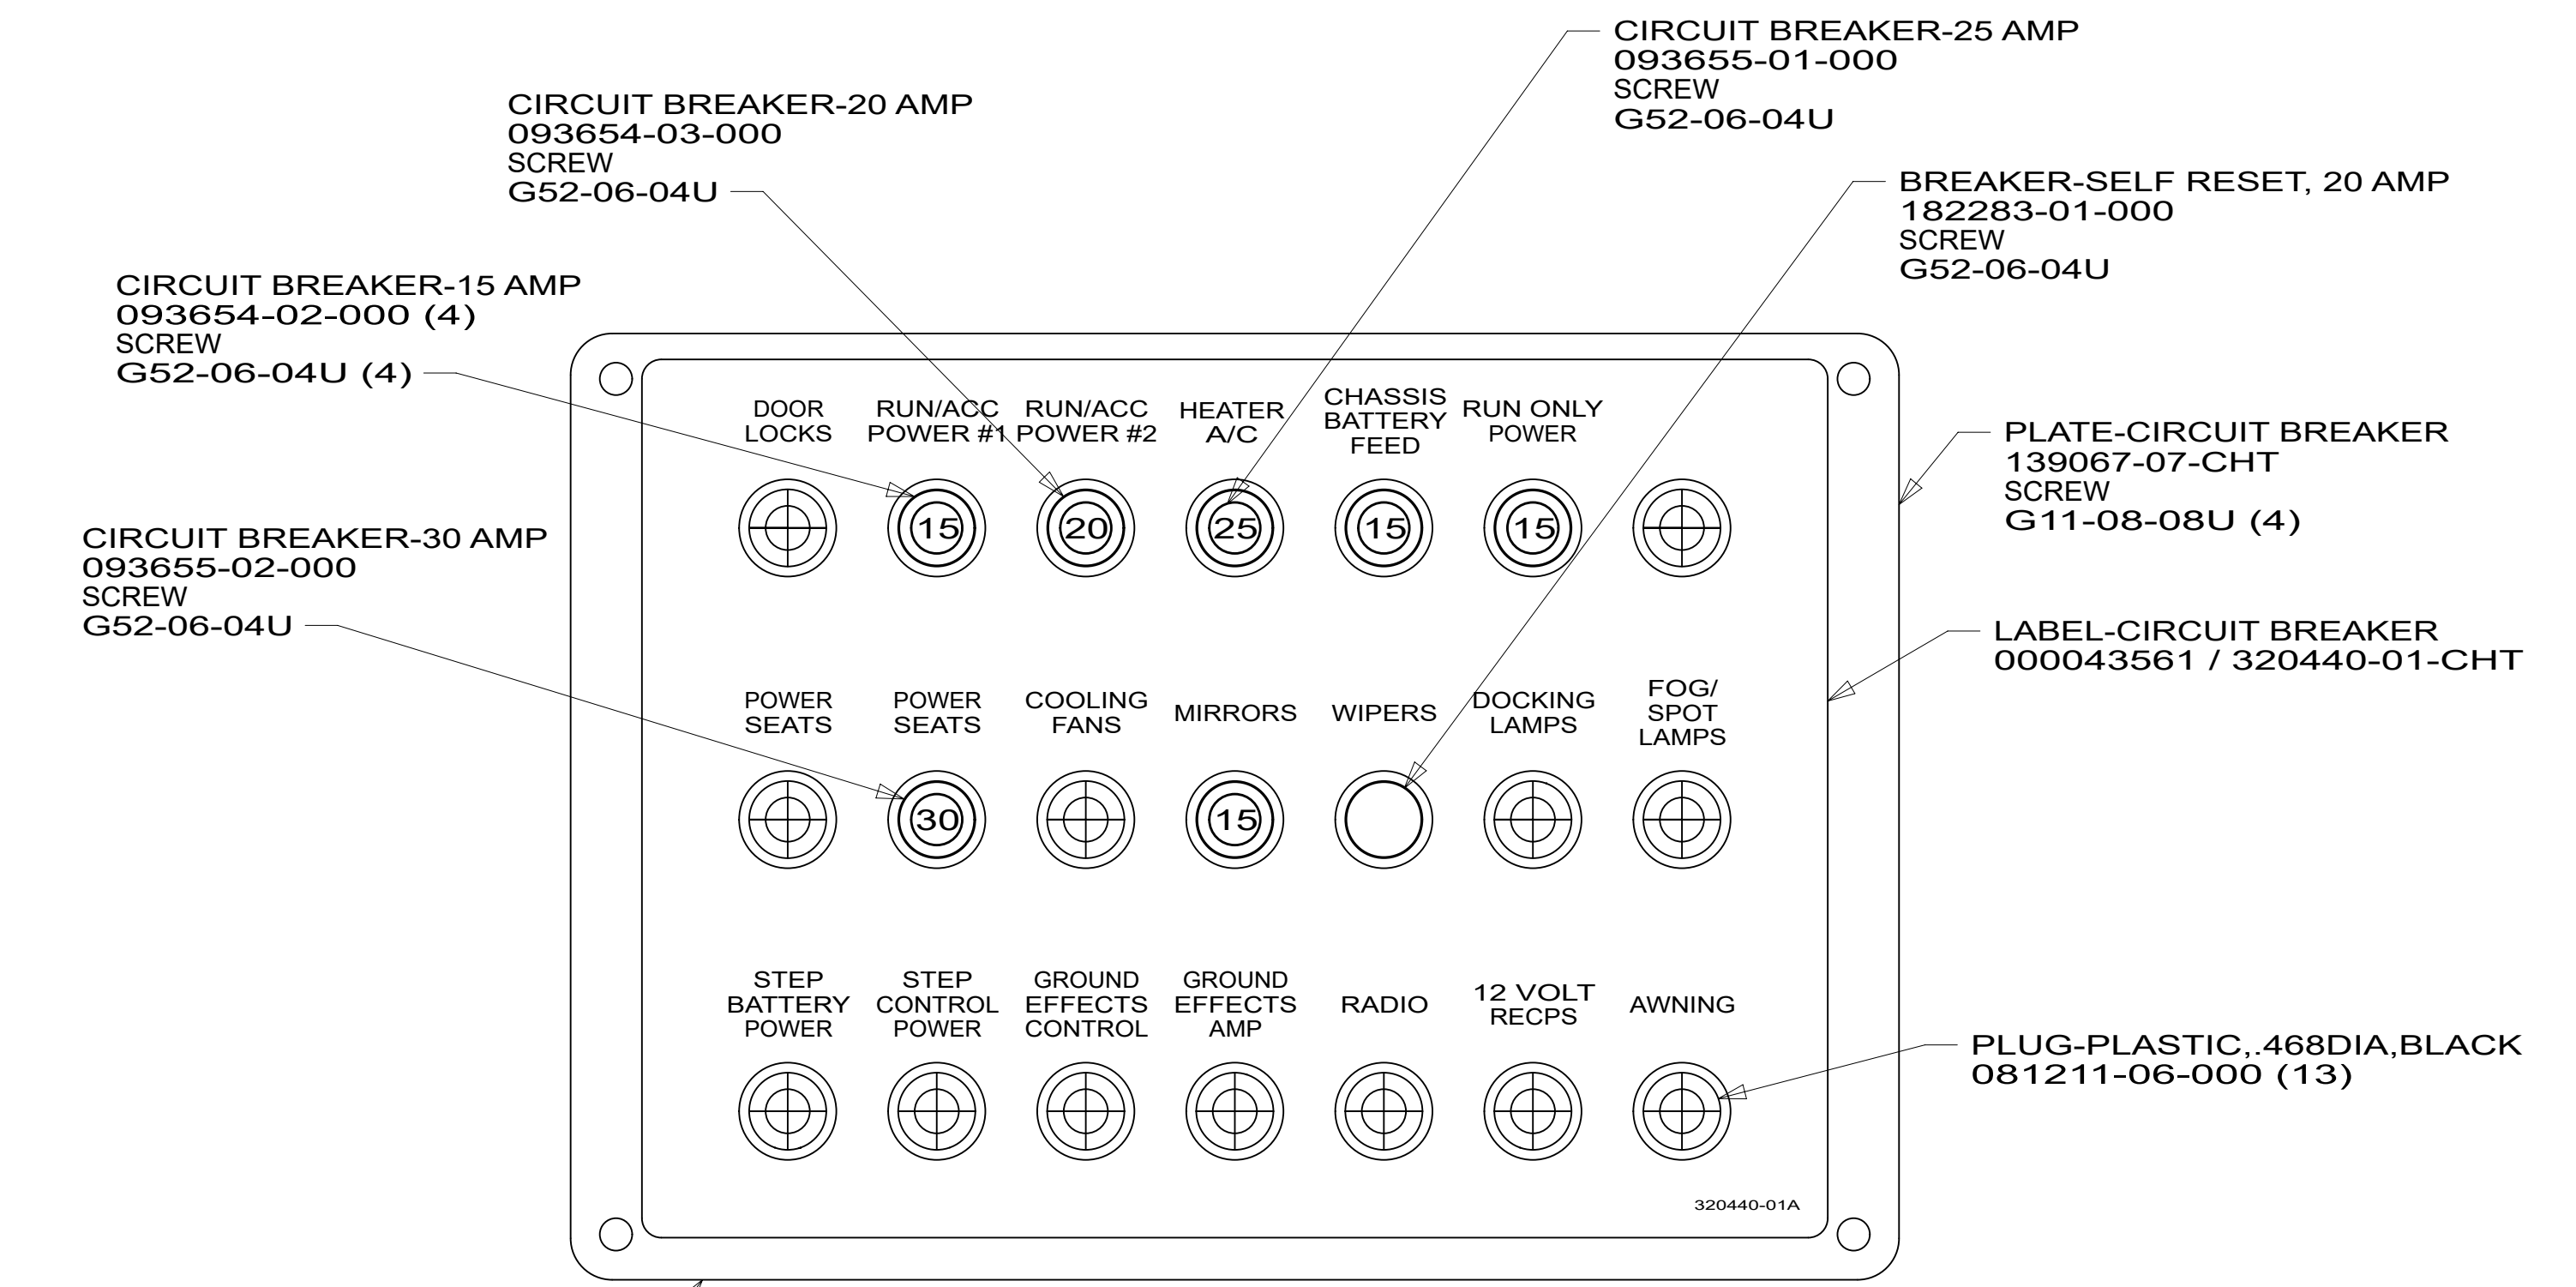 CIRCUIT BREAKER-25 AMP
093655-01-000
SCREW
G52-06-04U
CIRCUIT BREAKER-20 AMP
093654-03-000
SCREW
G52-06-04U
BREAKER-SELF RESET, 20 AMP
182283-01-000
SCREW
G52-06-04U
CIRCUIT BREAKER-15 AMP
093654-02-000 (4)
SCREW
G52-06-04U (4)
PLATE-CIRCUIT BREAKER
139067-07-CHT
SCREW
G11-08-08U (4)
CIRCUIT BREAKER-30 AMP
093655-02-000
SCREW
G52-06-04U
LABEL-CIRCUIT BREAKER
000043561 / 320440-01-CHT
DOOR
LOCKS
RUN/ACC
POWER #1
RUN/ACC
POWER #2
HEATER
A/C
CHASSIS
BATTERY
FEED
RUN ONLY
POWER
15
20
25
15
15
POWER
SEATS
POWER
SEATS
COOLING
FANS
MIRRORS
WIPERS
DOCKING
LAMPS
FOG/
SPOT
LAMPS
30
15
STEP
BATTERY
POWER
STEP
CONTROL
POWER
GROUND
EFFECTS
CONTROL
GROUND
EFFECTS
AMP
RADIO
12 VOLT
RECPS
AWNING
PLUG-PLASTIC,.468DIA,BLACK
081211-06-000 (13)
320440-01A